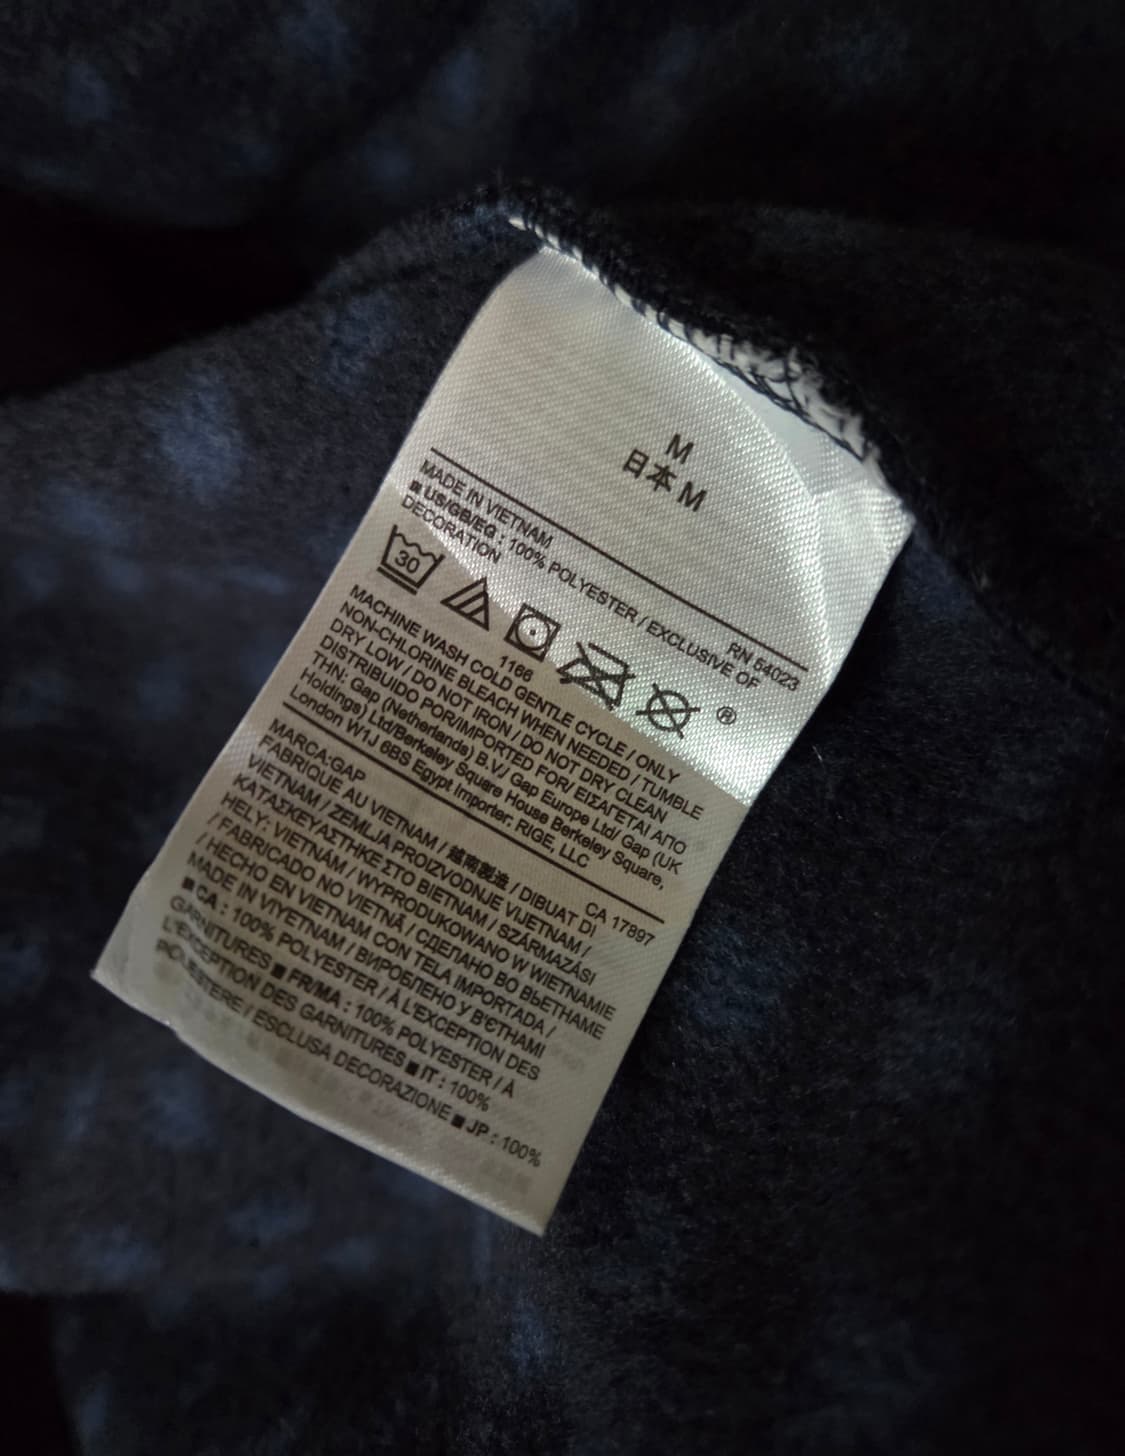 M
日本 M
MADE IN VIETNAM RN 54023
■ US/GB/EG : 100% POLYESTER / EXCLUSIVE OF
DECORATION
30
®
1166
MACHINE WASH COLD GENTLE CYCLE / ONLY
NON-CHLORINE BLEACH WHEN NEEDED / TUMBLE
DRY LOW / DO NOT IRON / DO NOT DRY CLEAN
DISTRIBUIDO POR/IMPORTED FOR/ ΕΙΣΑΓΕΤΑΙ ΑΠΟ
THN: Gap (Netherlands) B.V./ Gap Europe Ltd/ Gap (UK
Holdings) Ltd/Berkeley Square House Berkeley Square,
London W1J 6BS Egypt Importer: RIGE, LLC
MARCA:GAP CA 17897
FABRIQUE AU VIETNAM / 越南製造 / DIBUAT DI
VIETNAM / ZEMLJA PROIZVODNJE VIJETNAM /
ΚΑΤΑΣΚΕΥΑΣΤΗΚΕ ΣΤΟ ΒΙΕΤΝΑΜ / SZÁRMAZÁSI
HELY: VIETNÁM / WYPRODUKOWANO W WIETNAMIE
/ FABRICADO NO VIETNÃ / СДЕЛАНО ВО ВЬЕТНАМЕ
/ HECHO EN VIETNAM CON TELA IMPORTADA /
MADE IN VIYETNAM / ВИРОБЛЕНО У В'ЄТНАМІ
■ CA : 100% POLYESTER / À L'EXCEPTION DES
GARNITURES ■ FR/MA : 100% POLYESTER / À
L'EXCEPTION DES GARNITURES ■ IT : 100%
POLIESTERE / ESCLUSA DECORAZIONE ■ JP : 100%